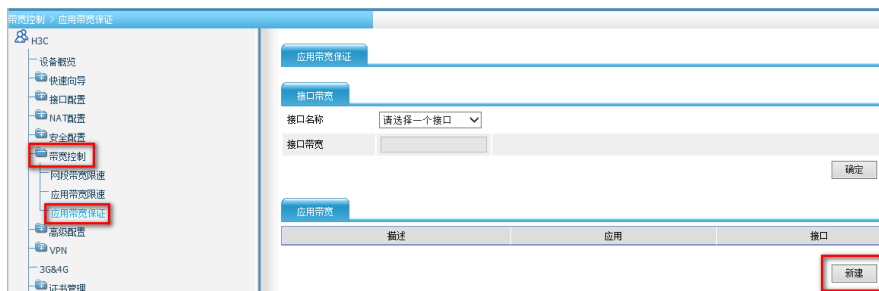 带宽控制 > 应用带宽保证
H3C
设备概览
快速向导
接口配置
NAT配置
安全配置
带宽控制
网段带宽限速
应用带宽限速
应用带宽保证
高级配置
VPN
3G&4G
证书管理
应用带宽保证
接口带宽
接口名称 请选择一个接口
接口带宽
确定
应用带宽
描述 应用 接口
新建